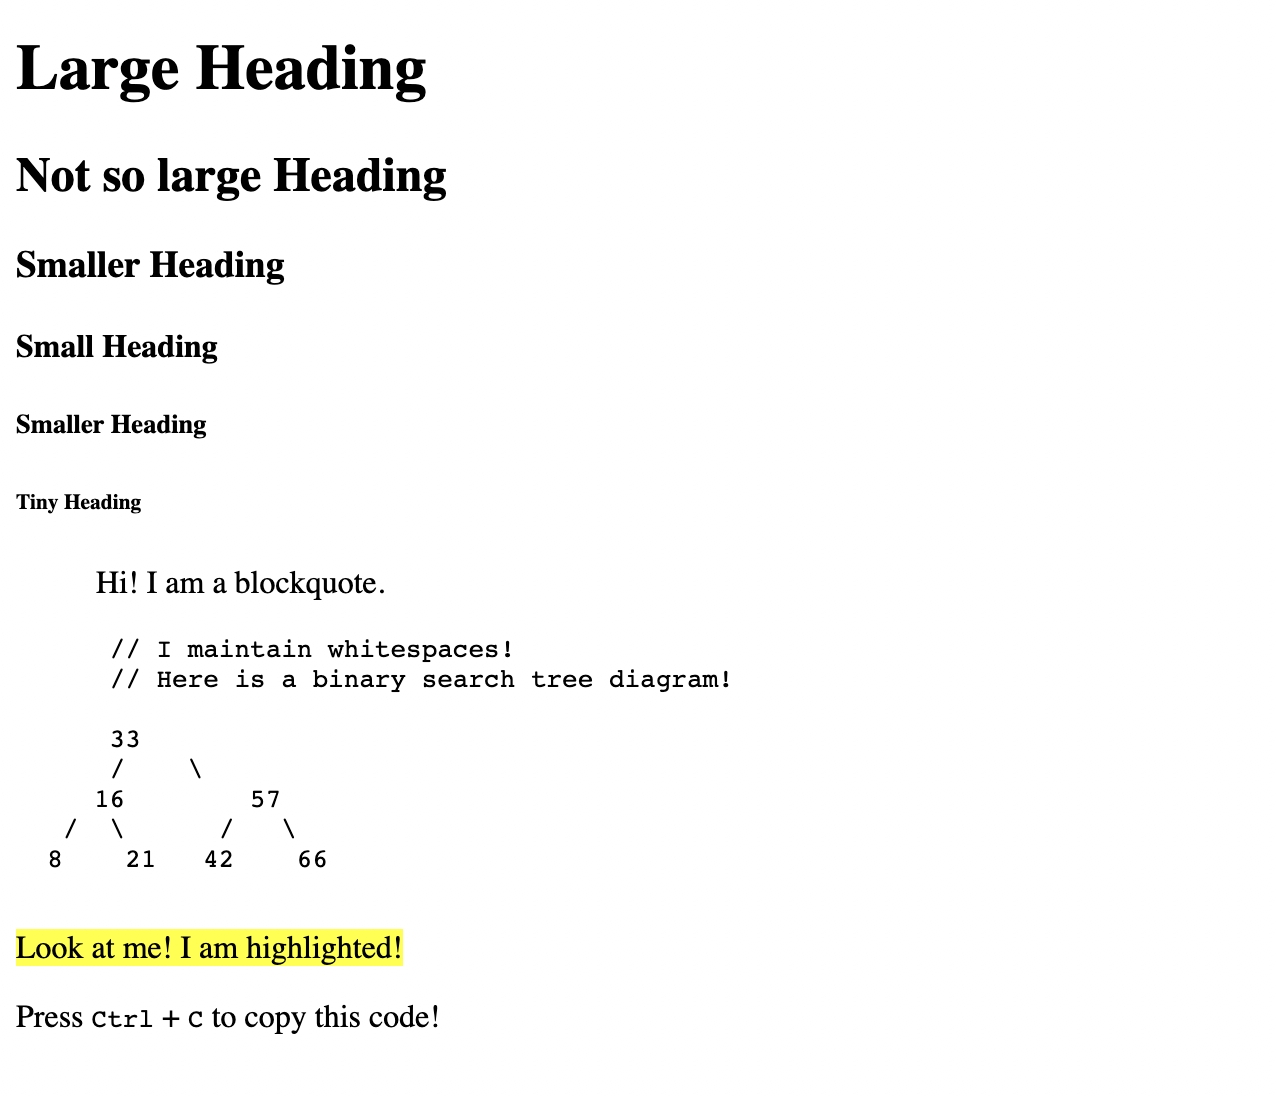 Large Heading
Not so large Heading
Smaller Heading
Small Heading
Smaller Heading
Tiny Heading
Hi! I am a blockquote.
// I maintain whitespaces!
// Here is a binary search tree diagram!
33
/ \
16 57
/ \ / \
8 21 42 66
Look at me! I am highlighted!
Press Ctrl + C to copy this code!